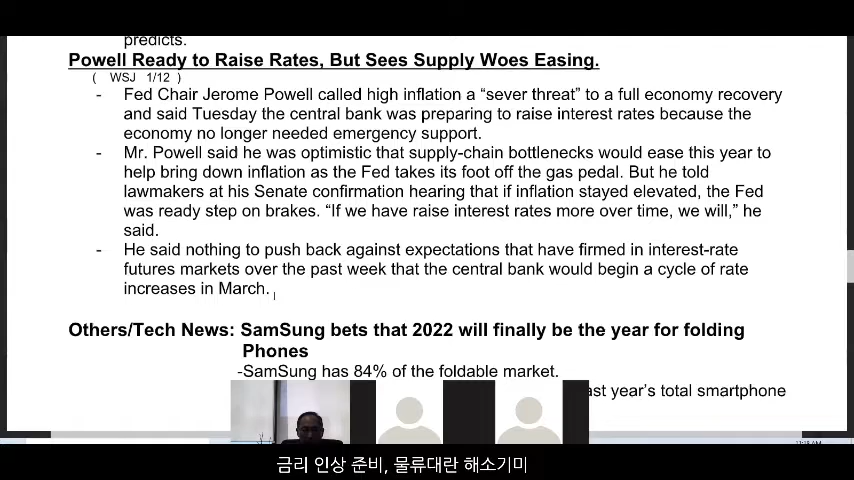 predicts.
Powell Ready to Raise Rates, But Sees Supply Woes Easing.
( WSJ 1/12 )
- Fed Chair Jerome Powell called high inflation a “sever threat” to a full economy recovery
and said Tuesday the central bank was preparing to raise interest rates because the
economy no longer needed emergency support.
- Mr. Powell said he was optimistic that supply-chain bottlenecks would ease this year to
help bring down inflation as the Fed takes its foot off the gas pedal. But he told
lawmakers at his Senate confirmation hearing that if inflation stayed elevated, the Fed
was ready step on brakes. “If we have raise interest rates more over time, we will,” he
said.
- He said nothing to push back against expectations that have firmed in interest-rate
futures markets over the past week that the central bank would begin a cycle of rate
increases in March.
Others/Tech News: SamSung bets that 2022 will finally be the year for folding
Phones
-SamSung has 84% of the foldable market.
ast year’s total smartphone
금리 인상 준비, 물류대란 해소기미